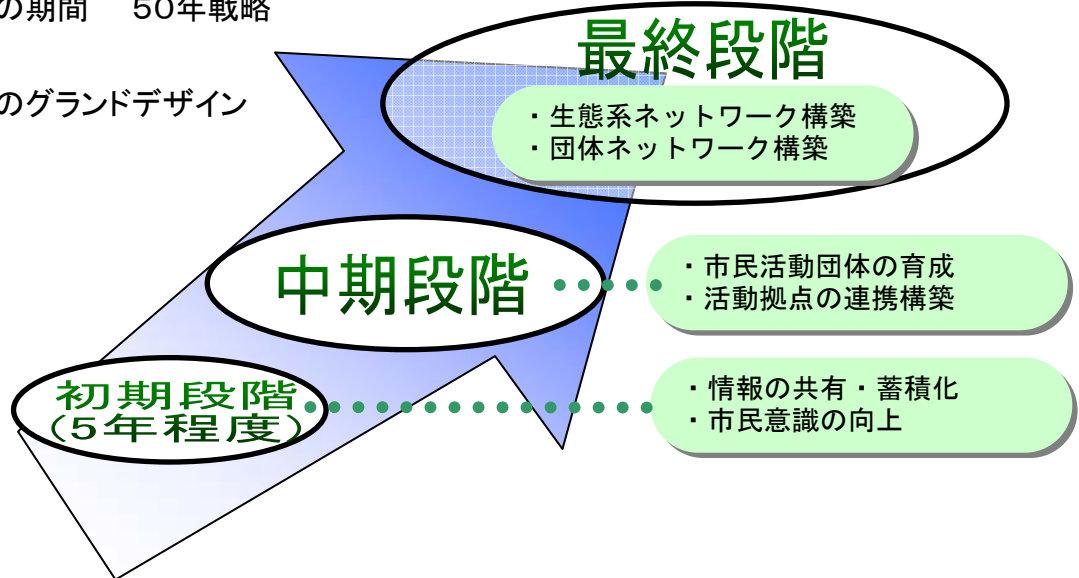 の期間 50年戦略
のグランドデザイン
最終段階
・生態系ネットワーク構築
・団体ネットワーク構築
中期段階
・市民活動団体の育成
・活動拠点の連携構築
初期段階
(5年程度)
・情報の共有・蓄積化
・市民意識の向上